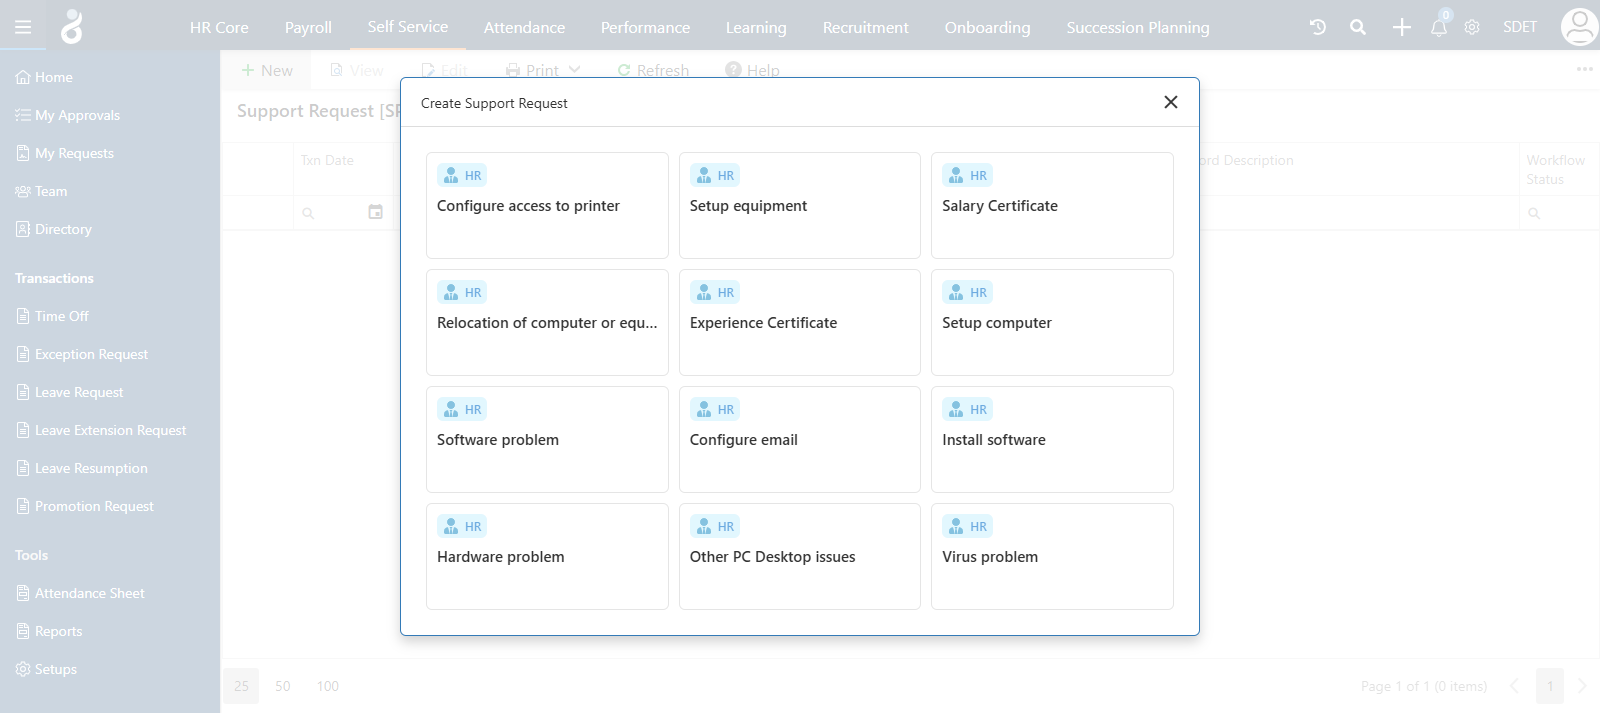 HR Core Payroll Self Service Attendance Performance Learning Recruitment Onboarding Succession Planning 0 SDET
Home
My Approvals
My Requests
Team
Directory
Transactions
Time Off
Exception Request
Leave Request
Leave Extension Request
Leave Resumption
Promotion Request
Tools
Attendance Sheet
Reports
Setups
New View Edit Print Refresh Help
Support Request
Txn Date Description Workflow
Status
Create Support Request
HR
Configure access to printer
HR
Setup equipment
HR
Salary Certificate
HR
Relocation of computer or equ...
HR
Experience Certificate
HR
Setup computer
HR
Software problem
HR
Configure email
HR
Install software
HR
Hardware problem
HR
Other PC Desktop issues
HR
Virus problem
25 50 100 Page 1 of 1 (0 items) 1